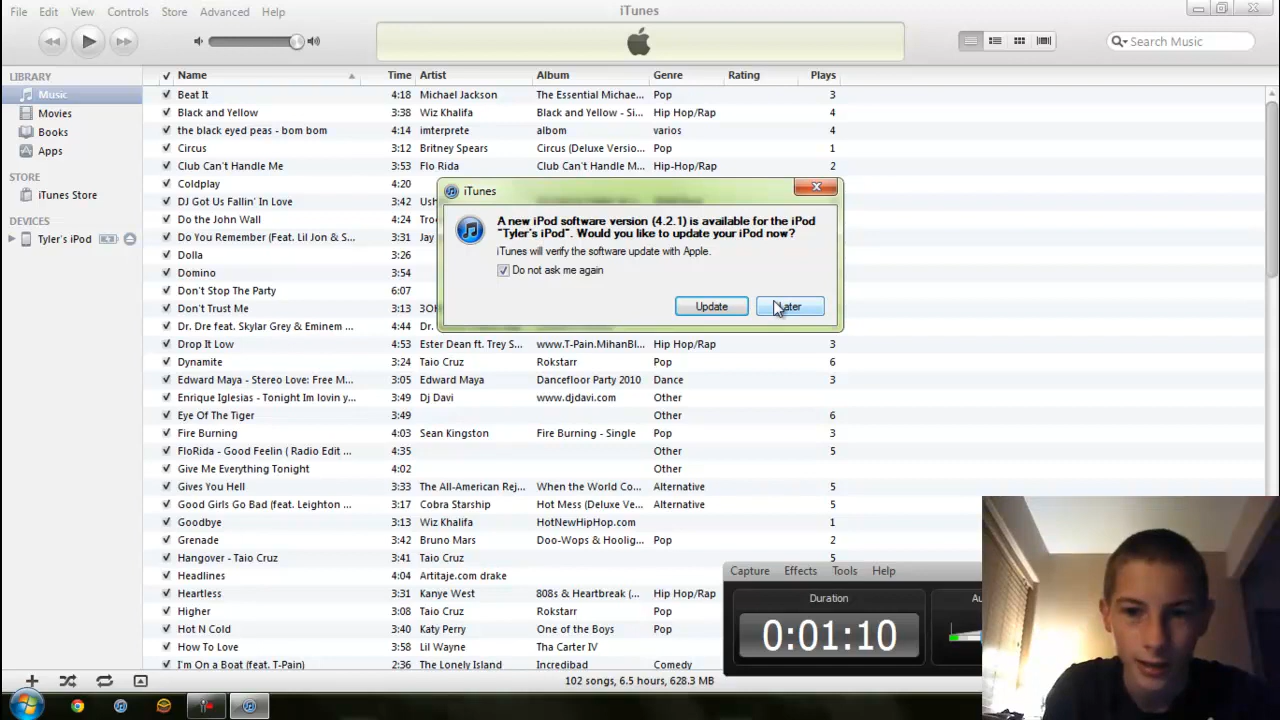 File Edit View Controls Store Advanced Help
iTunes
Search Music
LIBRARY
Music
Movies
Books
Apps
STORE
iTunes Store
DEVICES
Tyler's iPod
Name Time Artist Album Genre Rating Plays
Beat It 4:18 Michael Jackson The Essential Michae... Pop 3
Black and Yellow 3:38 Wiz Khalifa Black and Yellow - Si... Hip Hop/Rap 4
the black eyed peas - bom bom 4:14 imterprete albom varios 4
Circus 3:12 Britney Spears Circus (Deluxe Versio... Pop 1
Club Can't Handle Me 3:53 Flo Rida Club Can't Handle M... Hip-Hop/Rap 2
Coldplay 4:20
DJ Got Us Fallin' In Love 3:41
Do the John Wall 3:19
Do You Remember (Feat. Lil Jon & S... 3:31 Jay
Dolla 3:26
Domino 3:54
Don't Stop The Party 6:07
Don't Trust Me 3:13
Dr. Dre feat. Skylar Grey & Eminem ... 4:44
Drop It Low 4:53 Ester Dean ft. Trey S... www.T-Pain.MihanBl... Hip Hop/Rap 3
Dynamite 3:24 Taio Cruz Rokstarr Pop 6
Edward Maya - Stereo Love: Free M... 3:05 Edward Maya Dancefloor Party 2010 Dance 3
Enrique Iglesias - Tonight Im lovin y... 3:49 Dj Davi www.djdavi.com Other
Eye Of The Tiger 3:49 Other 6
Fire Burning 4:03 Sean Kingston Fire Burning - Single Pop 3
FloRida - Good Feelin ( Radio Edit ... 4:35 Other 5
Give Me Everything Tonight 4:02 Other
Gives You Hell 3:33 The All-American Rej... When the World Co... Alternative 5
Good Girls Go Bad (feat. Leighton ... 3:17 Cobra Starship Hot Mess (Deluxe Ve... Alternative 5
Goodbye 3:13 Wiz Khalifa HotNewHipHop.com 1
Grenade 3:42 Bruno Mars Doo-Wops & Hoolig... Pop 2
Hangover - Taio Cruz 3:41 Taio Cruz 5
Headlines 4:04 Artitaje.com drake
Heartless 3:31 Kanye West 808s & Heartbreak (... Hip Hop/Rap
Higher 3:08 Taio Cruz Rokstarr Pop
Hot N Cold 3:40 Katy Perry One of the Boys Pop
How To Love 4:00 Lil Wayne Tha Carter IV
I'm On a Boat (feat. T-Pain) 2:36 The Lonely Island Incredibad Comedy
102 songs, 6.5 hours, 628.3 MB
iTunes
A new iPod software version (4.2.1) is available for the iPod
"Tyler's iPod". Would you like to update your iPod now?
iTunes will verify the software update with Apple.
Do not ask me again
Update Later
Capture Effects Tools Help
Duration
0:01:10